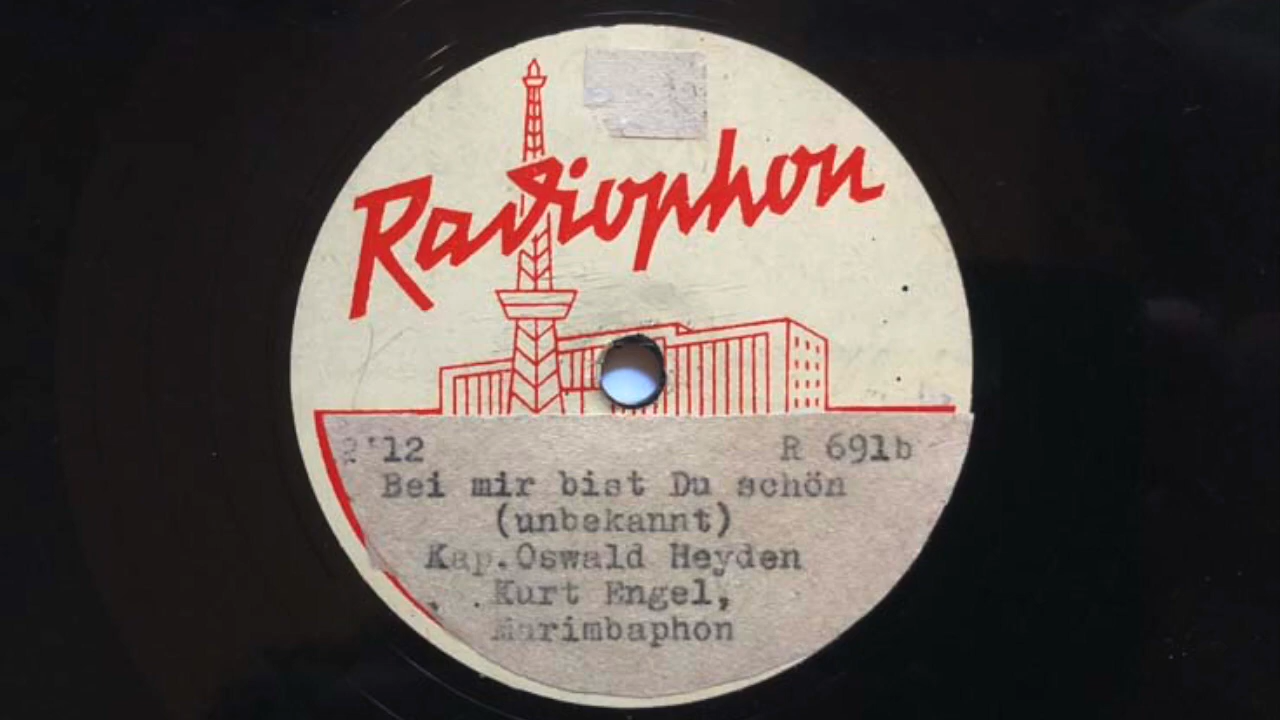 Radiophon
2'12 R 691b
Bei mir bist Du schön
(unbekannt)
Kap.Oswald Heyden
Kurt Engel,
Marimbaphon